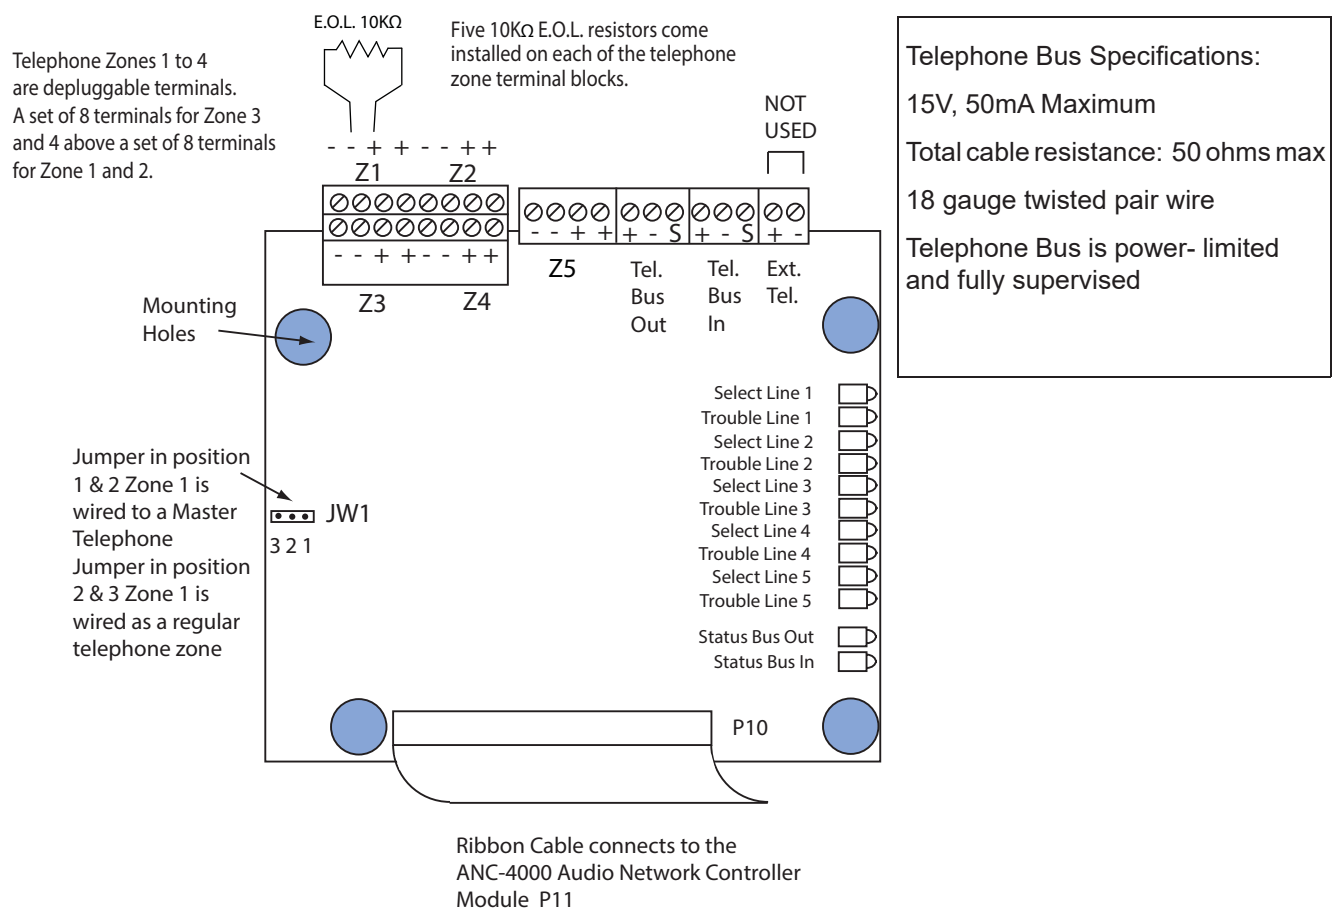 E.O.L. 10KΩ
Telephone Zones 1 to 4
are depluggable terminals.
A set of 8 terminals for Zone 3
and 4 above a set of 8 terminals
for Zone 1 and 2.
Five 10KΩ E.O.L. resistors come
installed on each of the telephone
zone terminal blocks.
NOT
USED
- - + + - - + +
Z1 Z2
- - + + - - + +
Z3 Z4
- - + +
Z5
+ - S
Tel.
Bus
Out
+ - S
Tel.
Bus
In
+ -
Ext.
Tel.
Telephone Bus Specifications:
15V, 50mA Maximum
Total cable resistance: 50 ohms max
18 gauge twisted pair wire
Telephone Bus is power- limited
and fully supervised
Mounting
Holes
Select Line 1
Trouble Line 1
Select Line 2
Trouble Line 2
Select Line 3
Trouble Line 3
Select Line 4
Trouble Line 4
Select Line 5
Trouble Line 5
Status Bus Out
Status Bus In
Jumper in position
1 & 2 Zone 1 is
wired to a Master
Telephone
Jumper in position
2 & 3 Zone 1 is
wired as a regular
telephone zone
JW1
3 2 1
P10
Ribbon Cable connects to the
ANC-4000 Audio Network Controller
Module P11